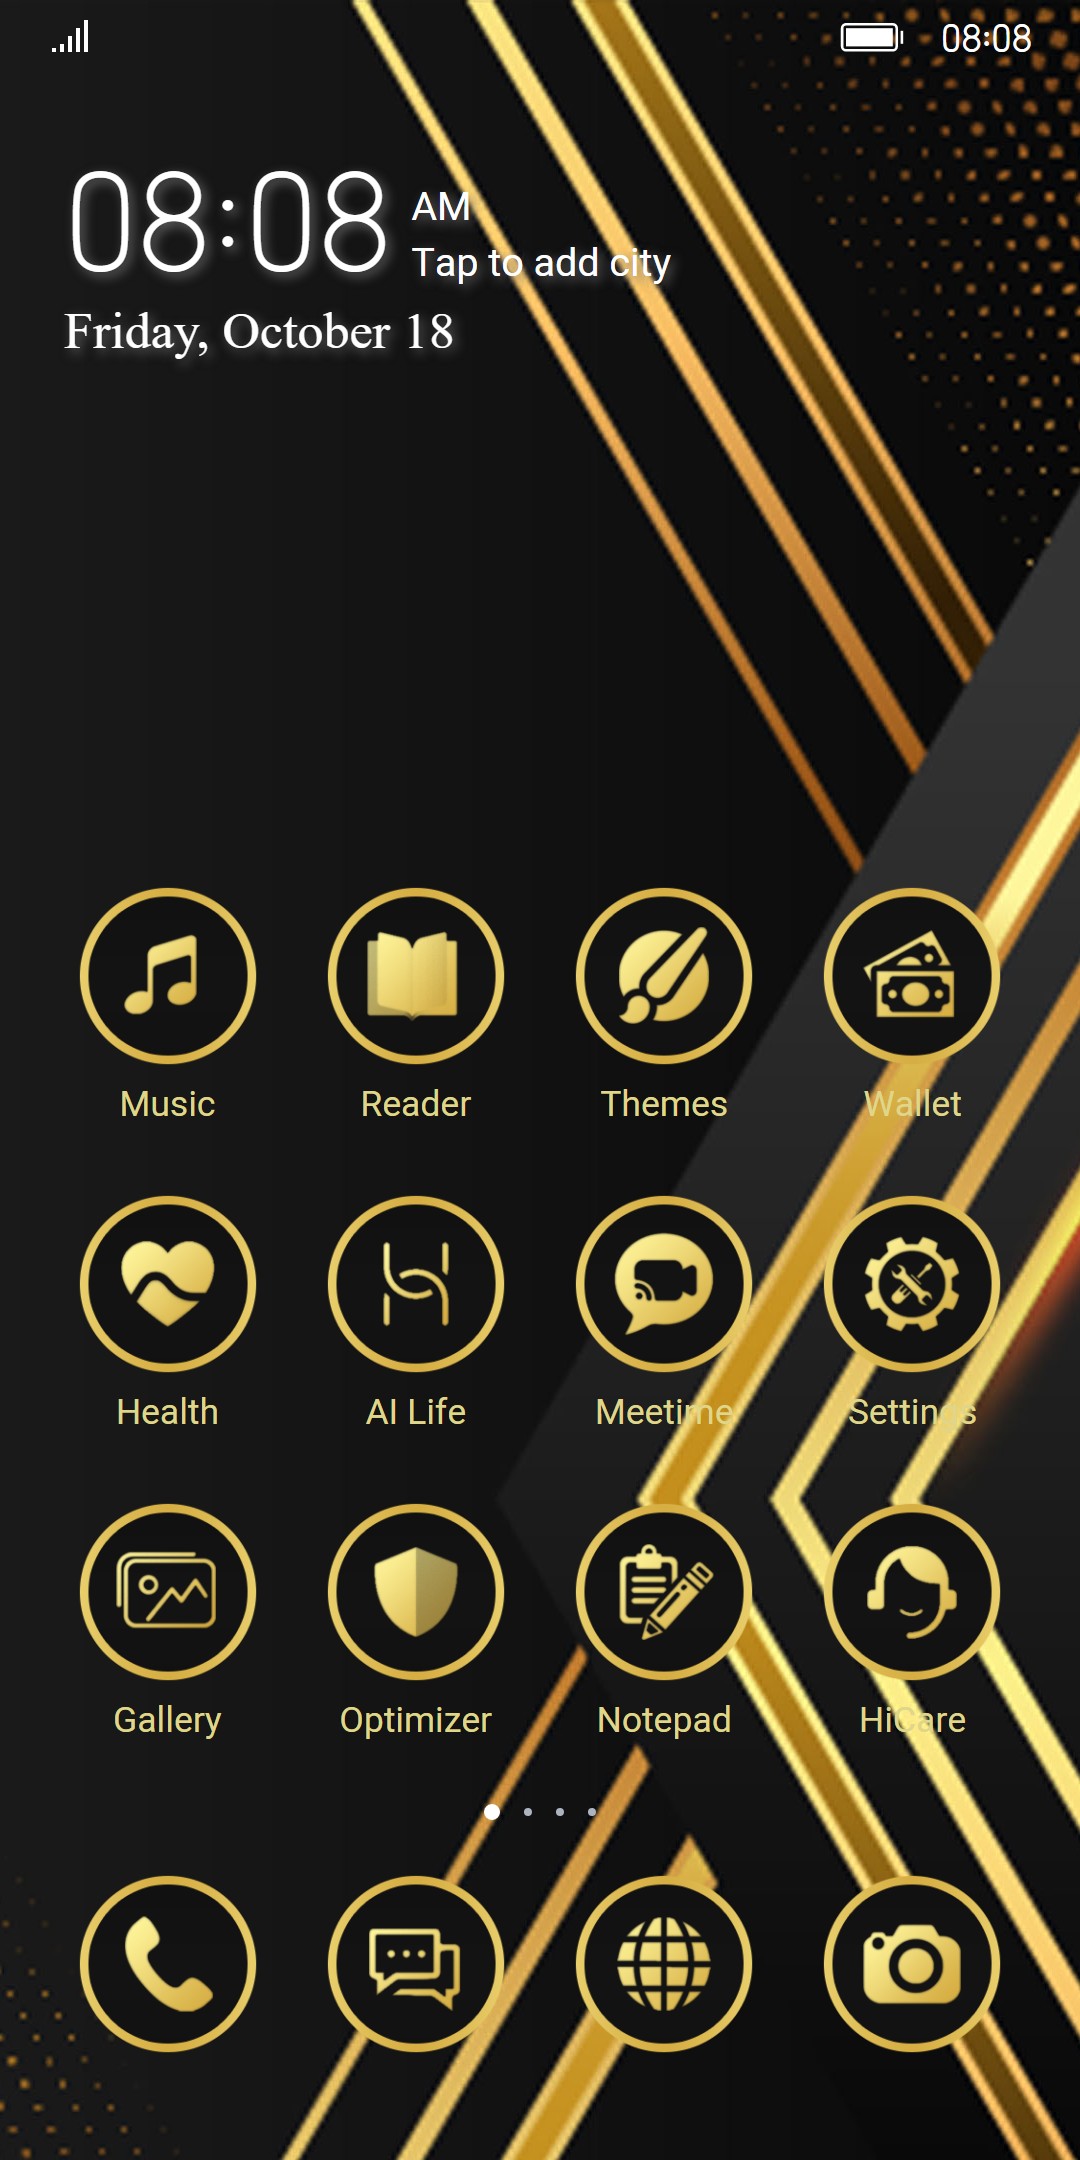 08:08
08:08 AM
Tap to add city
Friday, October 18
Music Reader Themes Wallet
Health AI Life Meetime Settings
Gallery Optimizer Notepad HiCare